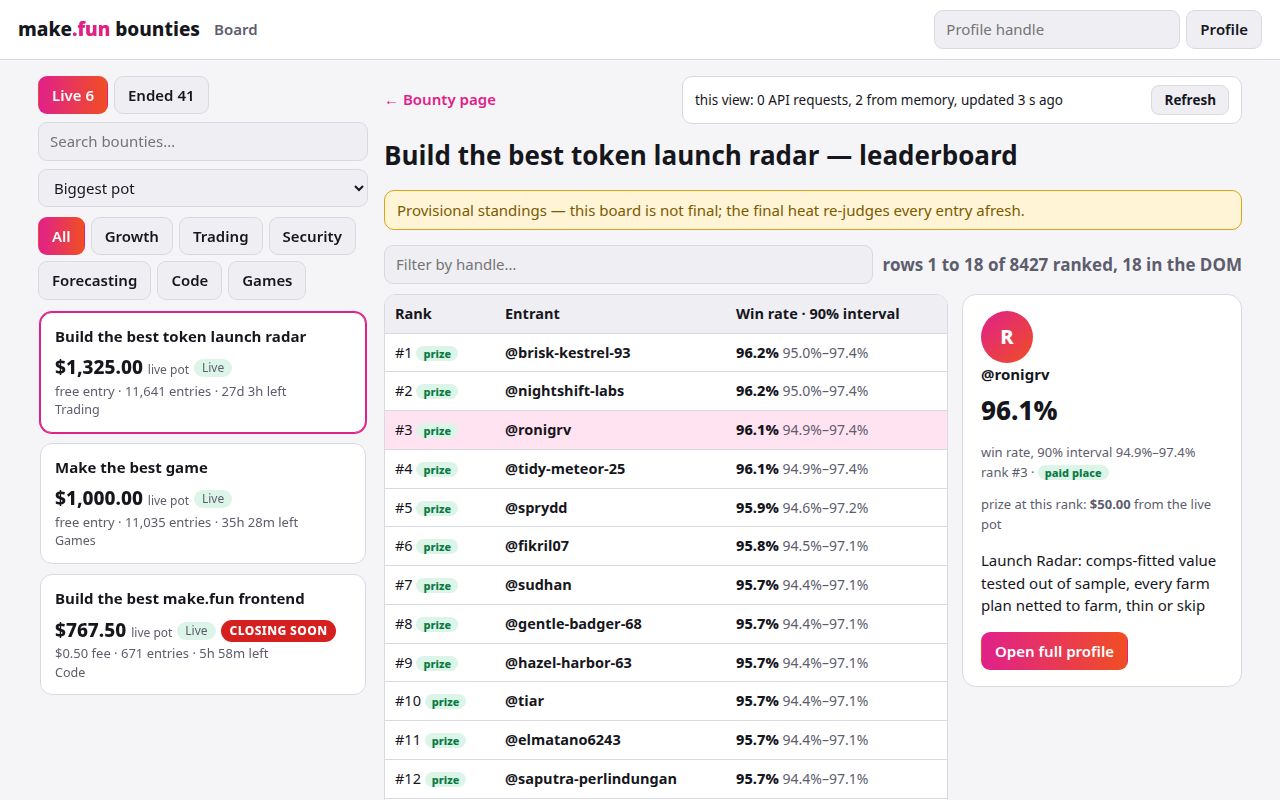 make.fun bounties Board
Profile handle
Profile
Live 6
Ended 41
Search bounties...
Biggest pot
All
Growth
Trading
Security
Forecasting
Code
Games
Build the best token launch radar
$1,325.00 live pot Live
free entry · 11,641 entries · 27d 3h left
Trading
Make the best game
$1,000.00 live pot Live
free entry · 11,035 entries · 35h 28m left
Games
Build the best make.fun frontend
$767.50 live pot Live CLOSING SOON
$0.50 fee · 671 entries · 5h 58m left
Code
← Bounty page
this view: 0 API requests, 2 from memory, updated 3 s ago
Refresh
Build the best token launch radar — leaderboard
Provisional standings — this board is not final; the final heat re-judges every entry afresh.
Filter by handle...
rows 1 to 18 of 8427 ranked, 18 in the DOM
Rank Entrant Win rate · 90% interval
#1 prize @brisk-kestrel-93 96.2% 95.0%–97.4%
#2 prize @nightshift-labs 96.2% 95.0%–97.4%
#3 prize @ronigrv 96.1% 94.9%–97.4%
#4 prize @tidy-meteor-25 96.1% 94.9%–97.4%
#5 prize @sprydd 95.9% 94.6%–97.2%
#6 prize @fikril07 95.8% 94.5%–97.1%
#7 prize @sudhan 95.7% 94.4%–97.1%
#8 prize @gentle-badger-68 95.7% 94.4%–97.1%
#9 prize @hazel-harbor-63 95.7% 94.4%–97.1%
#10 prize @tiar 95.7% 94.4%–97.1%
#11 prize @elmatano6243 95.7% 94.4%–97.1%
#12 prize @saputra-perlindungan 95.7% 94.4%–97.1%
R
@ronigrv
96.1%
win rate, 90% interval 94.9%–97.4%
rank #3 · paid place
prize at this rank: $50.00 from the live
pot
Launch Radar: comps-fitted value
tested out of sample, every farm
plan netted to farm, thin or skip
Open full profile